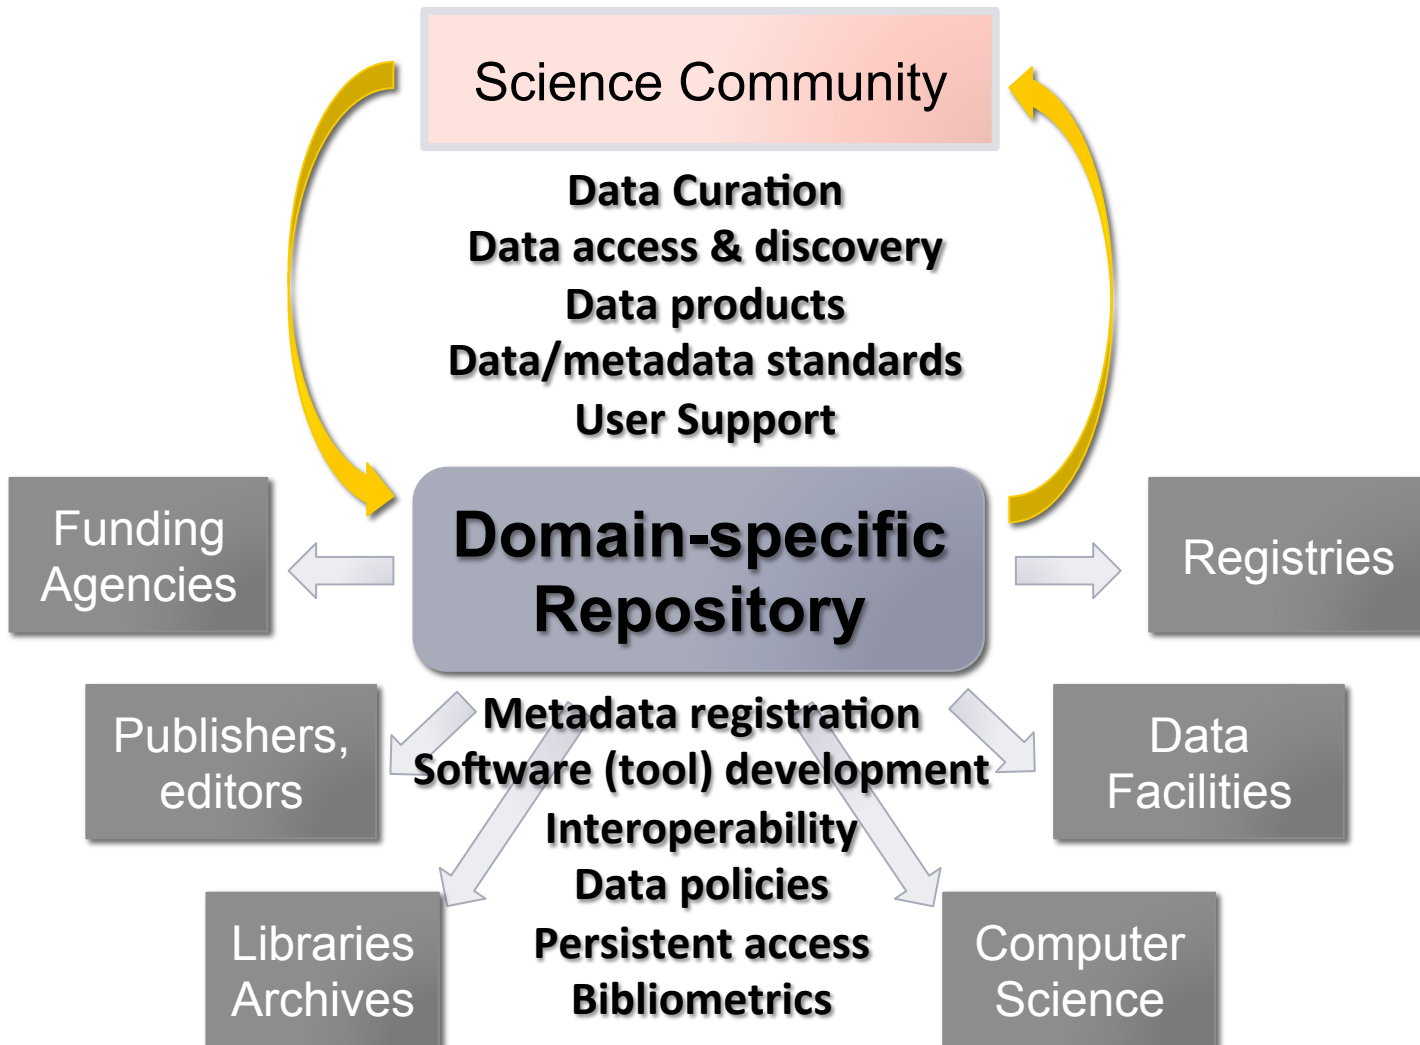 Science Community
Data Curation
Data access & discovery
Data products
Data/metadata standards
User Support
Funding
Agencies
Domain-specific
Repository
Registries
Publishers,
editors
Metadata registration
Software (tool) development
Interoperability
Data policies
Persistent access
Bibliometrics
Data
Facilities
Libraries
Archives
Computer
Science